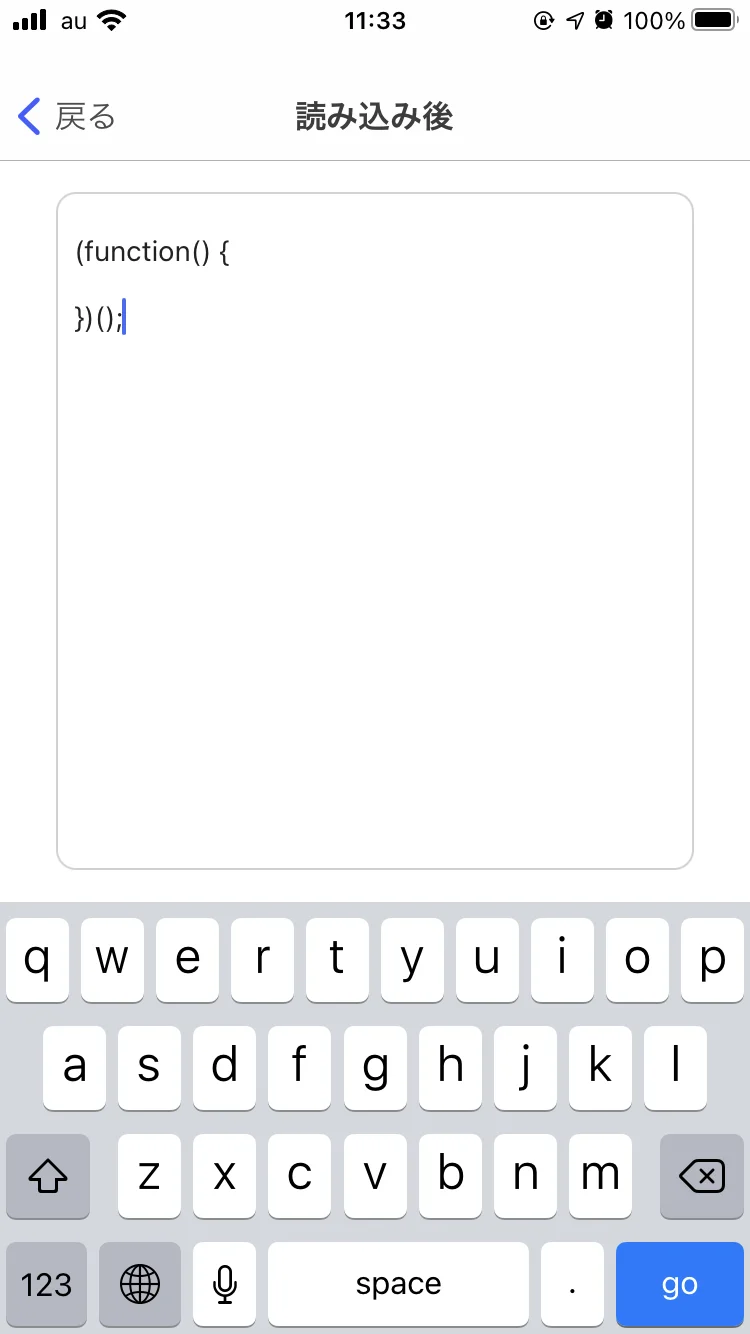 au 11:33 100%
戻る 読み込み後
(function() {
})();
q w e r t y u i o p
a s d f g h j k l
z x c v b n m
123 space . go